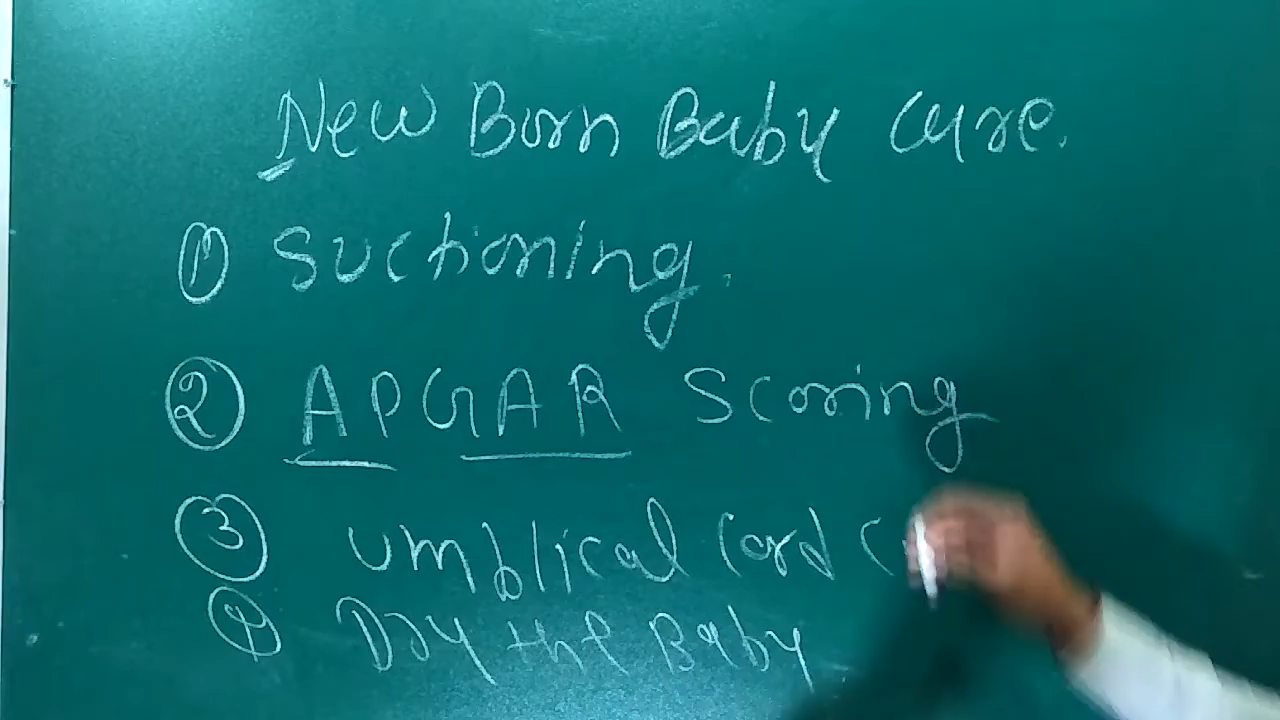 New Born Baby Care.
① Suctioning.
② APGAR Scoring
③ Umblical Cord C
④ Dry the Baby